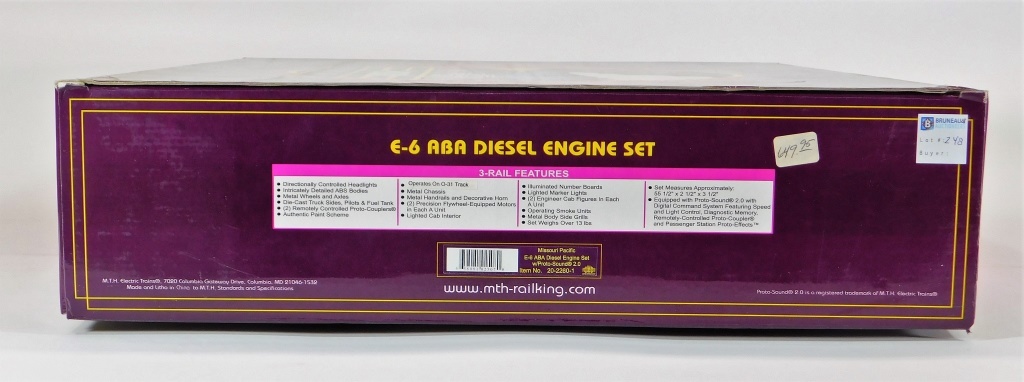 E-6 ABA DIESEL ENGINE SET
649 95
BRUNEAU &
Lot #: 248
Buyer:
3-RAIL FEATURES
• Directionally Controlled Headlights
• Intricately Detailed ABS Bodies
• Metal Wheels and Axles
• Die-Cast Truck Sides, Pilots & Fuel Tank
• (2) Remotely Controlled Proto-Couplers®
• Authentic Paint Scheme
• Operates On O-31 Track
• Metal Chassis
• Metal Handrails and Decorative Horn
• (2) Precision Flywheel-Equipped Motors
in Each A Unit
• Lighted Cab Interior
• Illuminated Number Boards
• Lighted Marker Lights
• (2) Engineer Cab Figures In Each
A Unit
• Operating Smoke Units
• Metal Body Side Grills
• Set Weighs Over 13 lbs
• Set Measures Approximately:
55 1/2" x 2 1/2" x 3 1/2"
• Equipped with Proto-Sound® 2.0 with
Digital Command System Featuring Speed
and Light Control, Diagnostic Memory,
Remotely-Controlled Proto-Coupler®
and Passenger Station Proto-Effects™
Missouri Pacific
E-6 ABA Diesel Engine Set
w/Proto-Sound® 2.0
Item No. 20-2260-1
M.T.H. Electric Trains®, 7020 Columbia Gateway Drive, Columbia, MD 21046-1532
Made and Litho in China, to M.T.H. Standards and Specifications.
www.mth-railking.com
Proto-Sound® 2.0 is a registered trademark of M.T.H. Electric Trains®